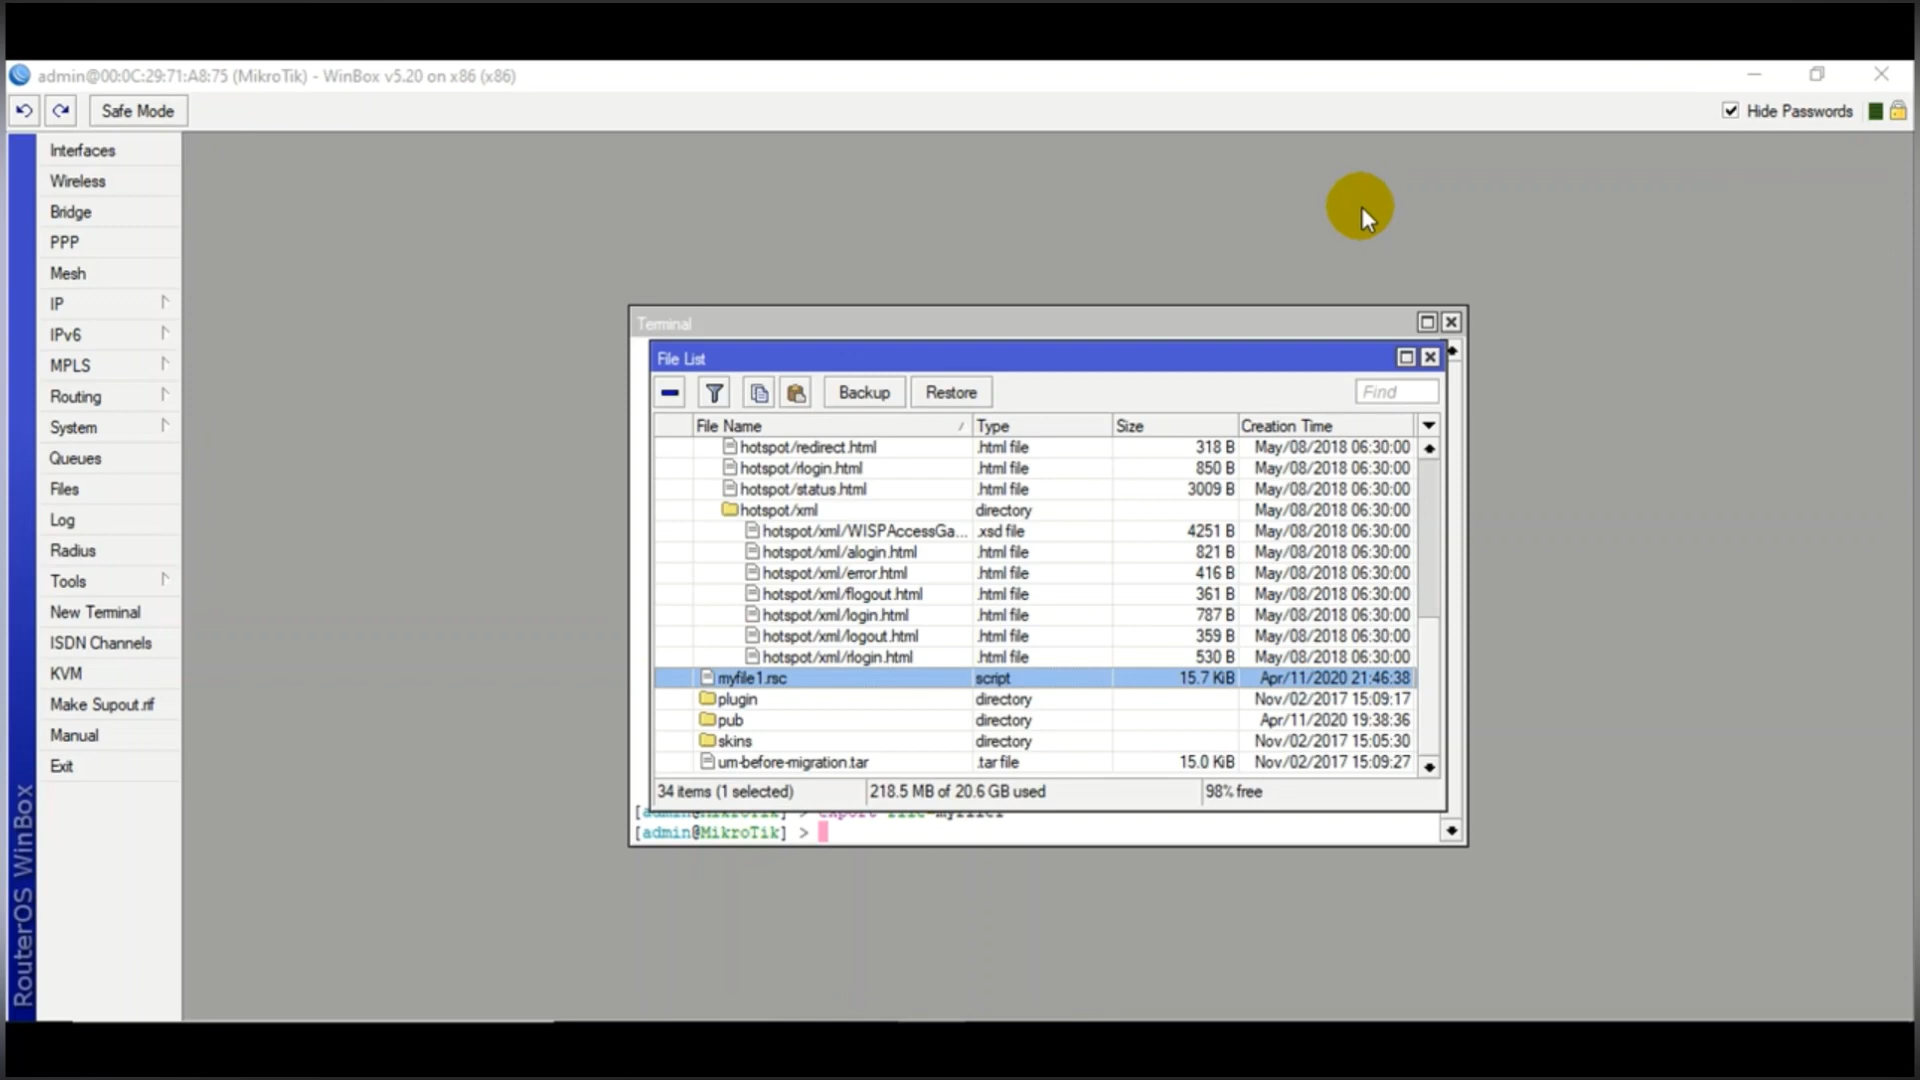 admin@00:0C:29:71:A8:75 (MikroTik) - WinBox v5.20 on x86 (x86)
Safe Mode
Hide Passwords
Interfaces
Wireless
Bridge
PPP
Mesh
IP
IPv6
MPLS
Routing
System
Queues
Files
Log
Radius
Tools
New Terminal
ISDN Channels
KVM
Make Supout.rif
Manual
Exit
RouterOS WinBox
Terminal
File List
Backup Restore Find
File Name Type Size Creation Time
hotspot/redirect.html .html file 318 B May/08/2018 06:30:00
hotspot/rlogin.html .html file 850 B May/08/2018 06:30:00
hotspot/status.html .html file 3009 B May/08/2018 06:30:00
hotspot/xml directory May/08/2018 06:30:00
hotspot/xml/WISPAccessGa... .xsd file 4251 B May/08/2018 06:30:00
hotspot/xml/alogin.html .html file 821 B May/08/2018 06:30:00
hotspot/xml/error.html .html file 416 B May/08/2018 06:30:00
hotspot/xml/flogout.html .html file 361 B May/08/2018 06:30:00
hotspot/xml/login.html .html file 787 B May/08/2018 06:30:00
hotspot/xml/logout.html .html file 359 B May/08/2018 06:30:00
hotspot/xml/rlogin.html .html file 530 B May/08/2018 06:30:00
myfile1.rsc script 15.7 KiB Apr/11/2020 21:46:38
plugin directory Nov/02/2017 15:09:17
pub directory Apr/11/2020 19:38:36
skins directory Nov/02/2017 15:05:30
um-before-migration.tar .tar file 15.0 KiB Nov/02/2017 15:09:27
34 items (1 selected) 218.5 MB of 20.6 GB used 98% free
[admin@MikroTik] > export file=myfile1
[admin@MikroTik] >